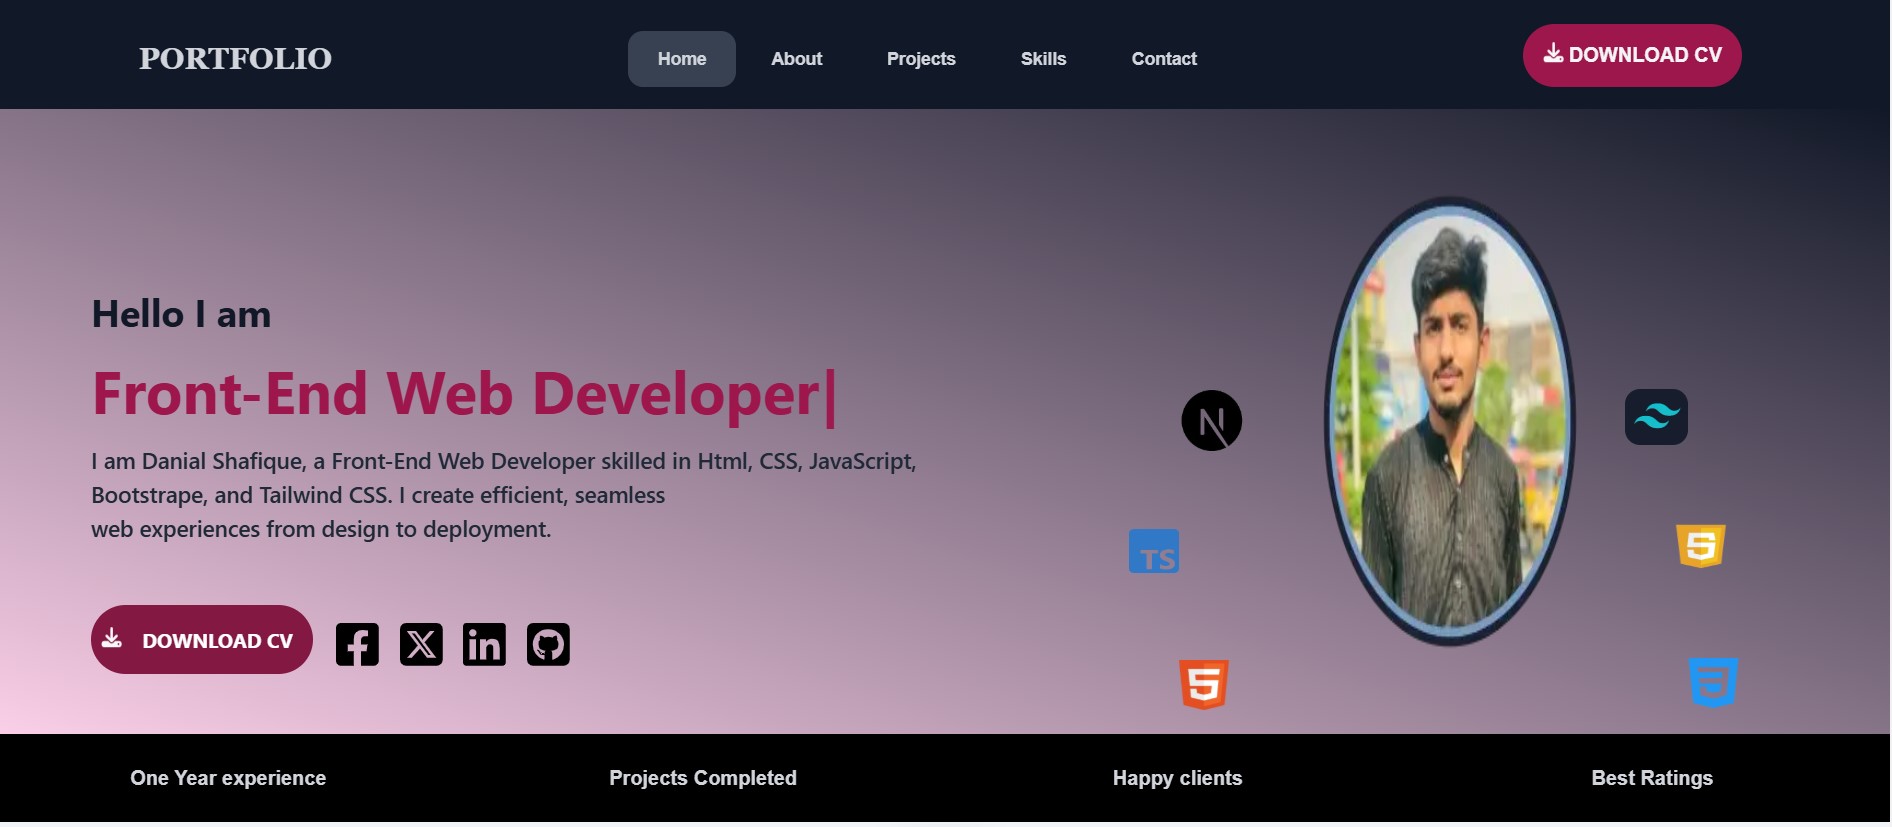 PORTFOLIO
Home
About
Projects
Skills
Contact
DOWNLOAD CV
Hello I am
Front-End Web Developer|
I am Danial Shafique, a Front-End Web Developer skilled in Html, CSS, JavaScript,
Bootstrape, and Tailwind CSS. I create efficient, seamless
web experiences from design to deployment.
DOWNLOAD CV
in
N
TS
5
One Year experience
Projects Completed
Happy clients
Best Ratings